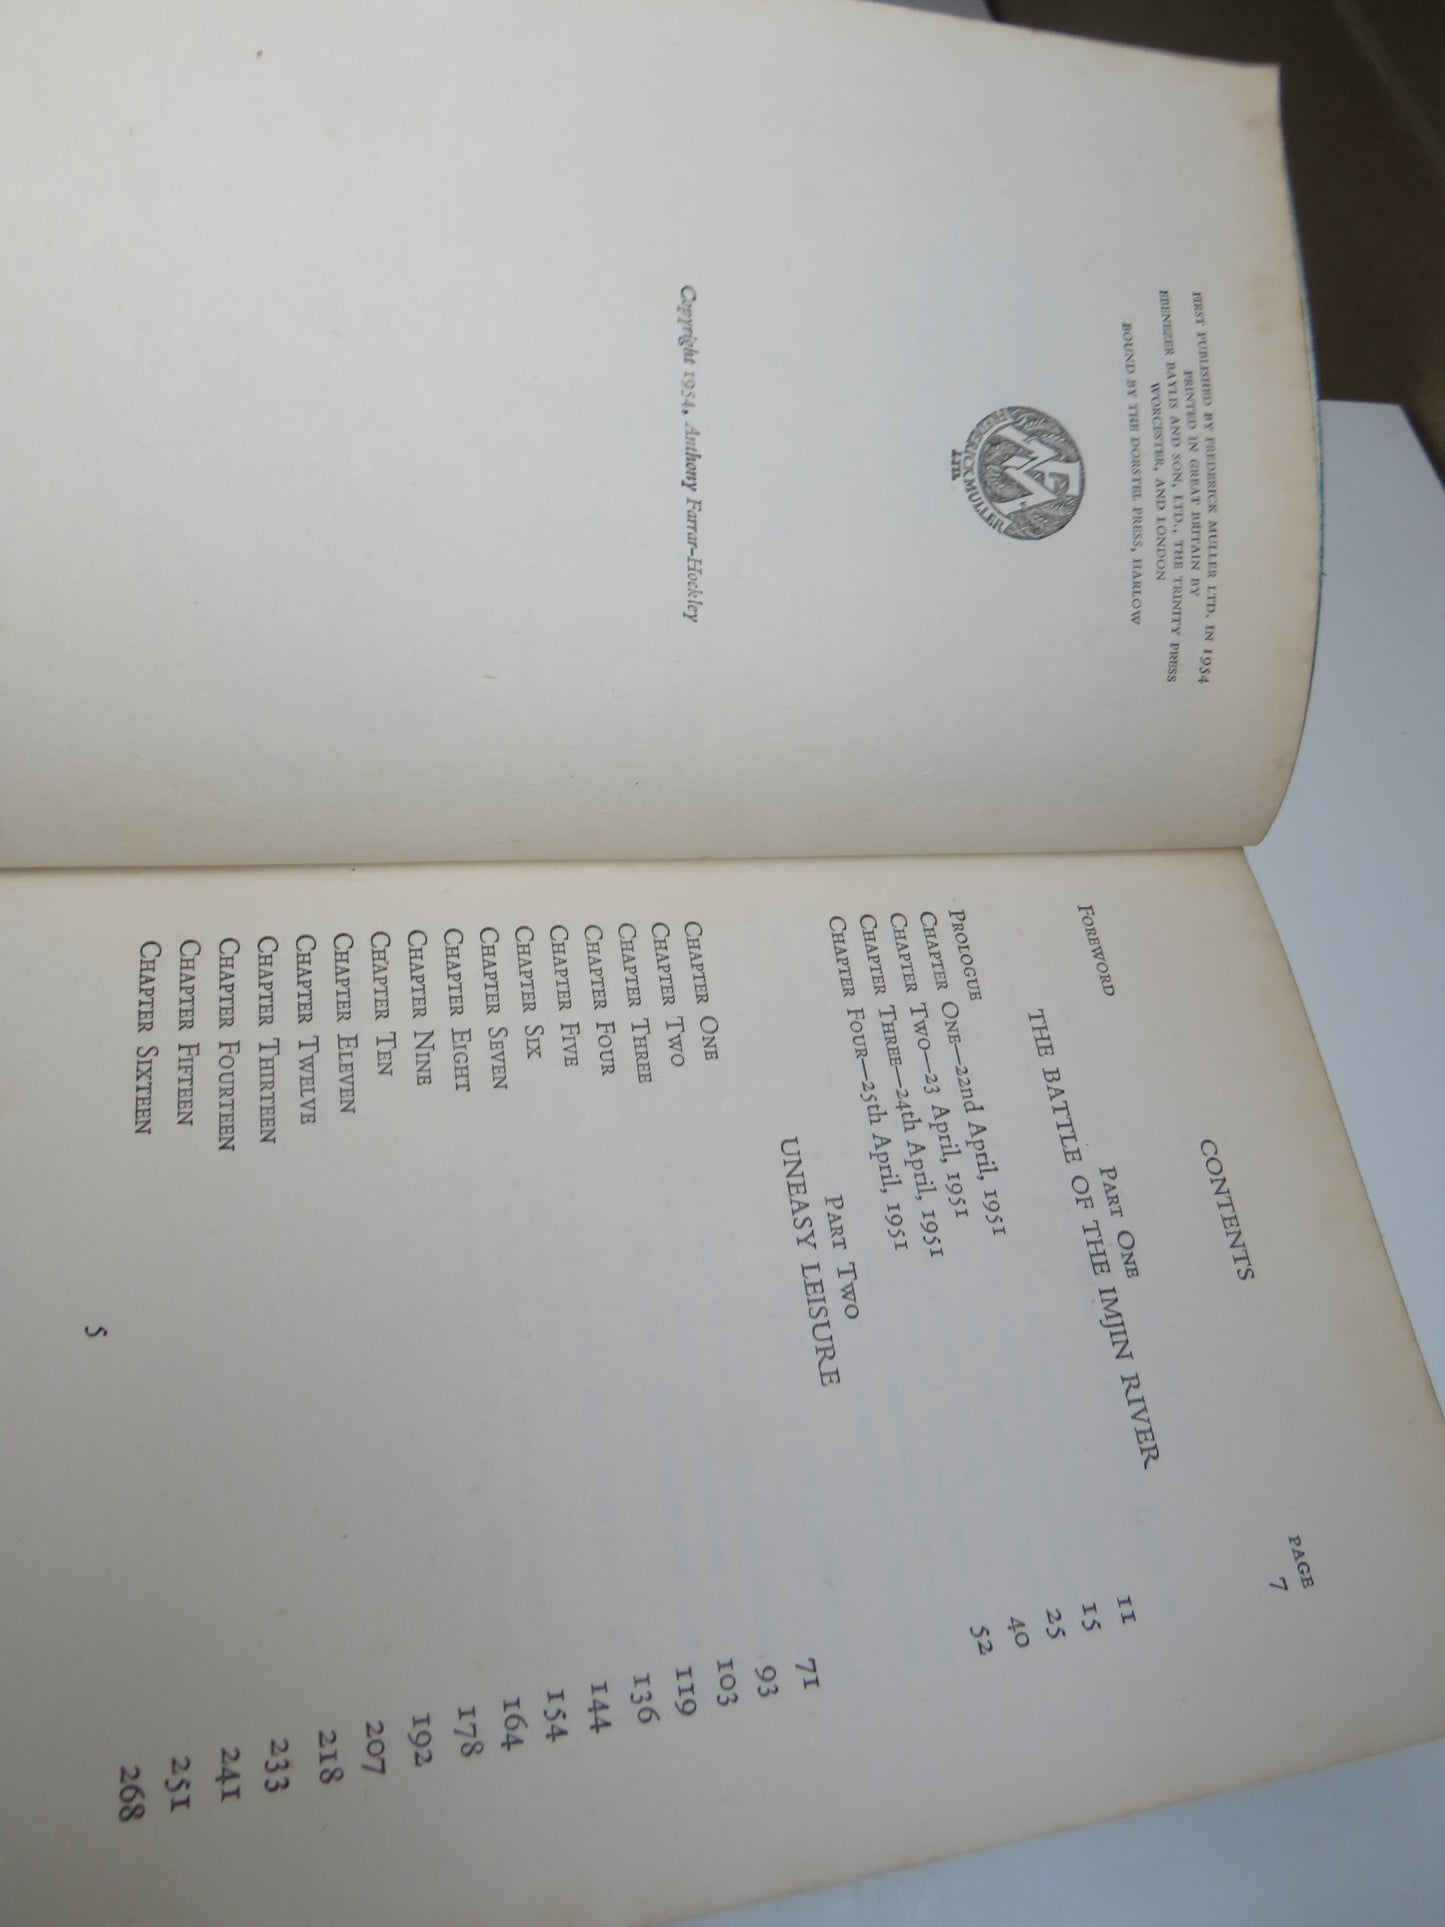 FIRST PUBLISHED BY FREDERICK MULLER LTD. IN 1954
PRINTED IN GREAT BRITAIN BY
EBENEZER BAYLIS AND SON, LTD., THE TRINITY PRESS
WORCESTER, AND LONDON
BOUND BY THE DORSTEL PRESS, HARLOW
FREDERICK MULLER
LTD.
Copyright 1954, Anthony Farrar-Hockley
CONTENTS
PAGE
FOREWORD 7
PART ONE
THE BATTLE OF THE IMJIN RIVER
PROLOGUE 11
CHAPTER ONE—22nd April, 1951 15
CHAPTER TWO—23 April, 1951 25
CHAPTER THREE—24th April, 1951 40
CHAPTER FOUR—25th April, 1951 52
PART TWO
UNEASY LEISURE
CHAPTER ONE 71
CHAPTER TWO 93
CHAPTER THREE 103
CHAPTER FOUR 119
CHAPTER FIVE 136
CHAPTER SIX 144
CHAPTER SEVEN 154
CHAPTER EIGHT 164
CHAPTER NINE 178
CHAPTER TEN 192
CHAPTER ELEVEN 207
CHAPTER TWELVE 218
CHAPTER THIRTEEN 233
CHAPTER FOURTEEN 241
CHAPTER FIFTEEN 251
CHAPTER SIXTEEN 268
5